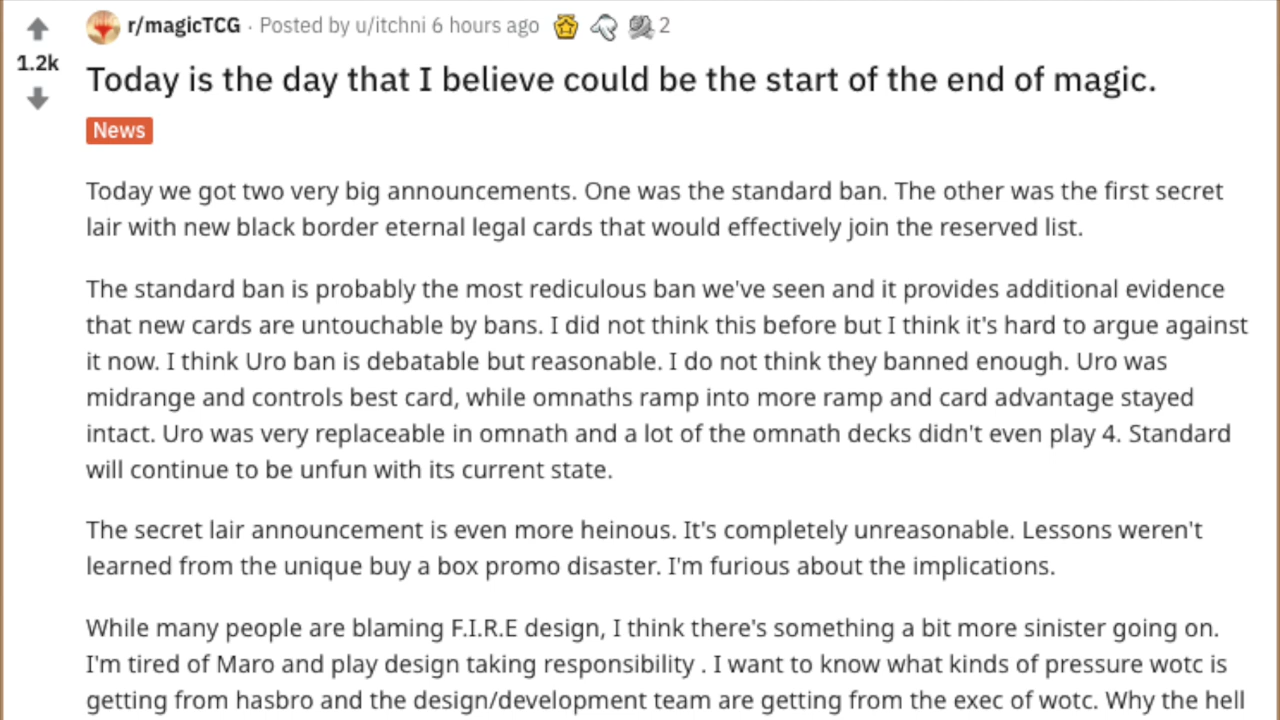 r/magicTCG · Posted by u/itchni 6 hours ago 2
1.2k
Today is the day that I believe could be the start of the end of magic.
News
Today we got two very big announcements. One was the standard ban. The other was the first secret
lair with new black border eternal legal cards that would effectively join the reserved list.
The standard ban is probably the most rediculous ban we've seen and it provides additional evidence
that new cards are untouchable by bans. I did not think this before but I think it's hard to argue against
it now. I think Uro ban is debatable but reasonable. I do not think they banned enough. Uro was
midrange and controls best card, while omnaths ramp into more ramp and card advantage stayed
intact. Uro was very replaceable in omnath and a lot of the omnath decks didn't even play 4. Standard
will continue to be unfun with its current state.
The secret lair announcement is even more heinous. It's completely unreasonable. Lessons weren't
learned from the unique buy a box promo disaster. I'm furious about the implications.
While many people are blaming F.I.R.E design, I think there's something a bit more sinister going on.
I'm tired of Maro and play design taking responsibility . I want to know what kinds of pressure wotc is
getting from hasbro and the design/development team are getting from the exec of wotc. Why the hell